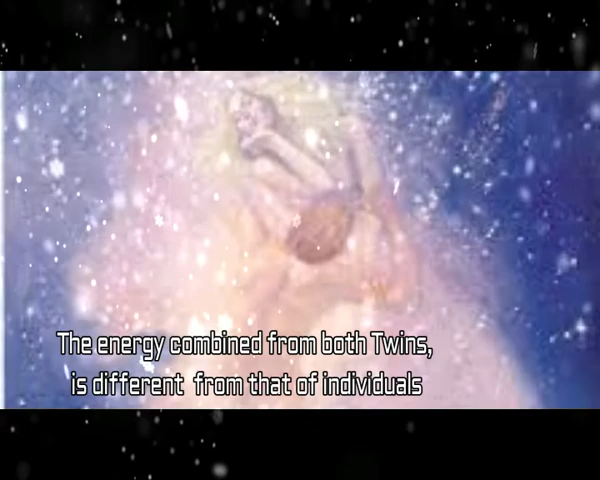 The energy combined from both Twins,
is different from that of individuals